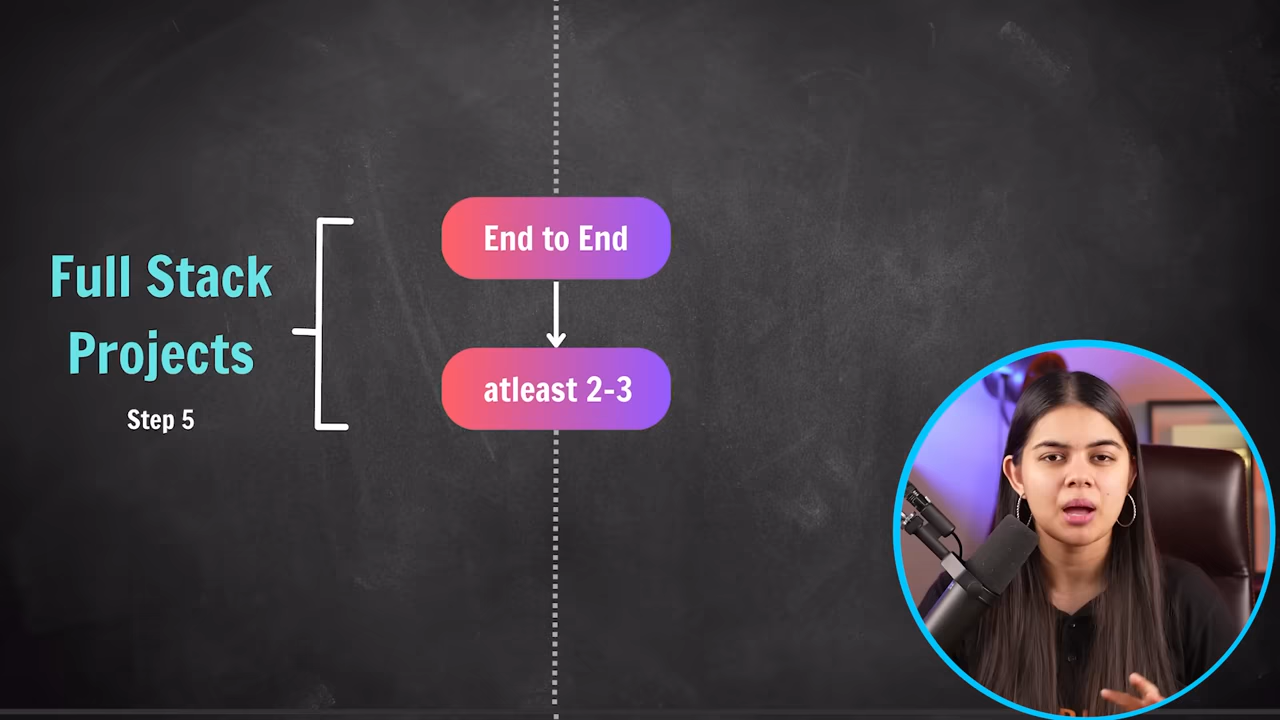 Full Stack
Projects
Step 5
End to End
atleast 2-3